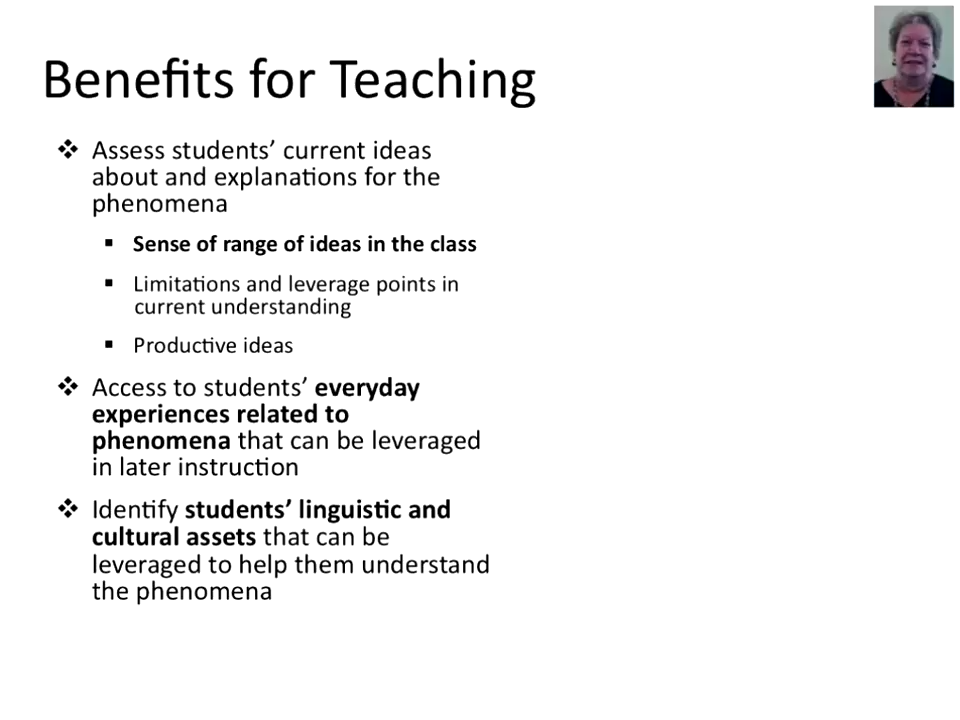 Benefits for Teaching
❖ Assess students’ current ideas
about and explanations for the
phenomena
▪ Sense of range of ideas in the class
▪ Limitations and leverage points in
current understanding
▪ Productive ideas
❖ Access to students’ everyday
experiences related to
phenomena that can be leveraged
in later instruction
❖ Identify students’ linguistic and
cultural assets that can be
leveraged to help them understand
the phenomena